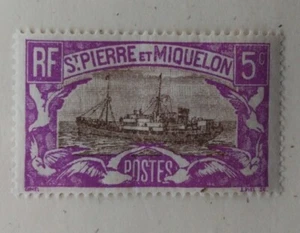 RF ST PIERRE ET MIQUELON 5c
POSTES